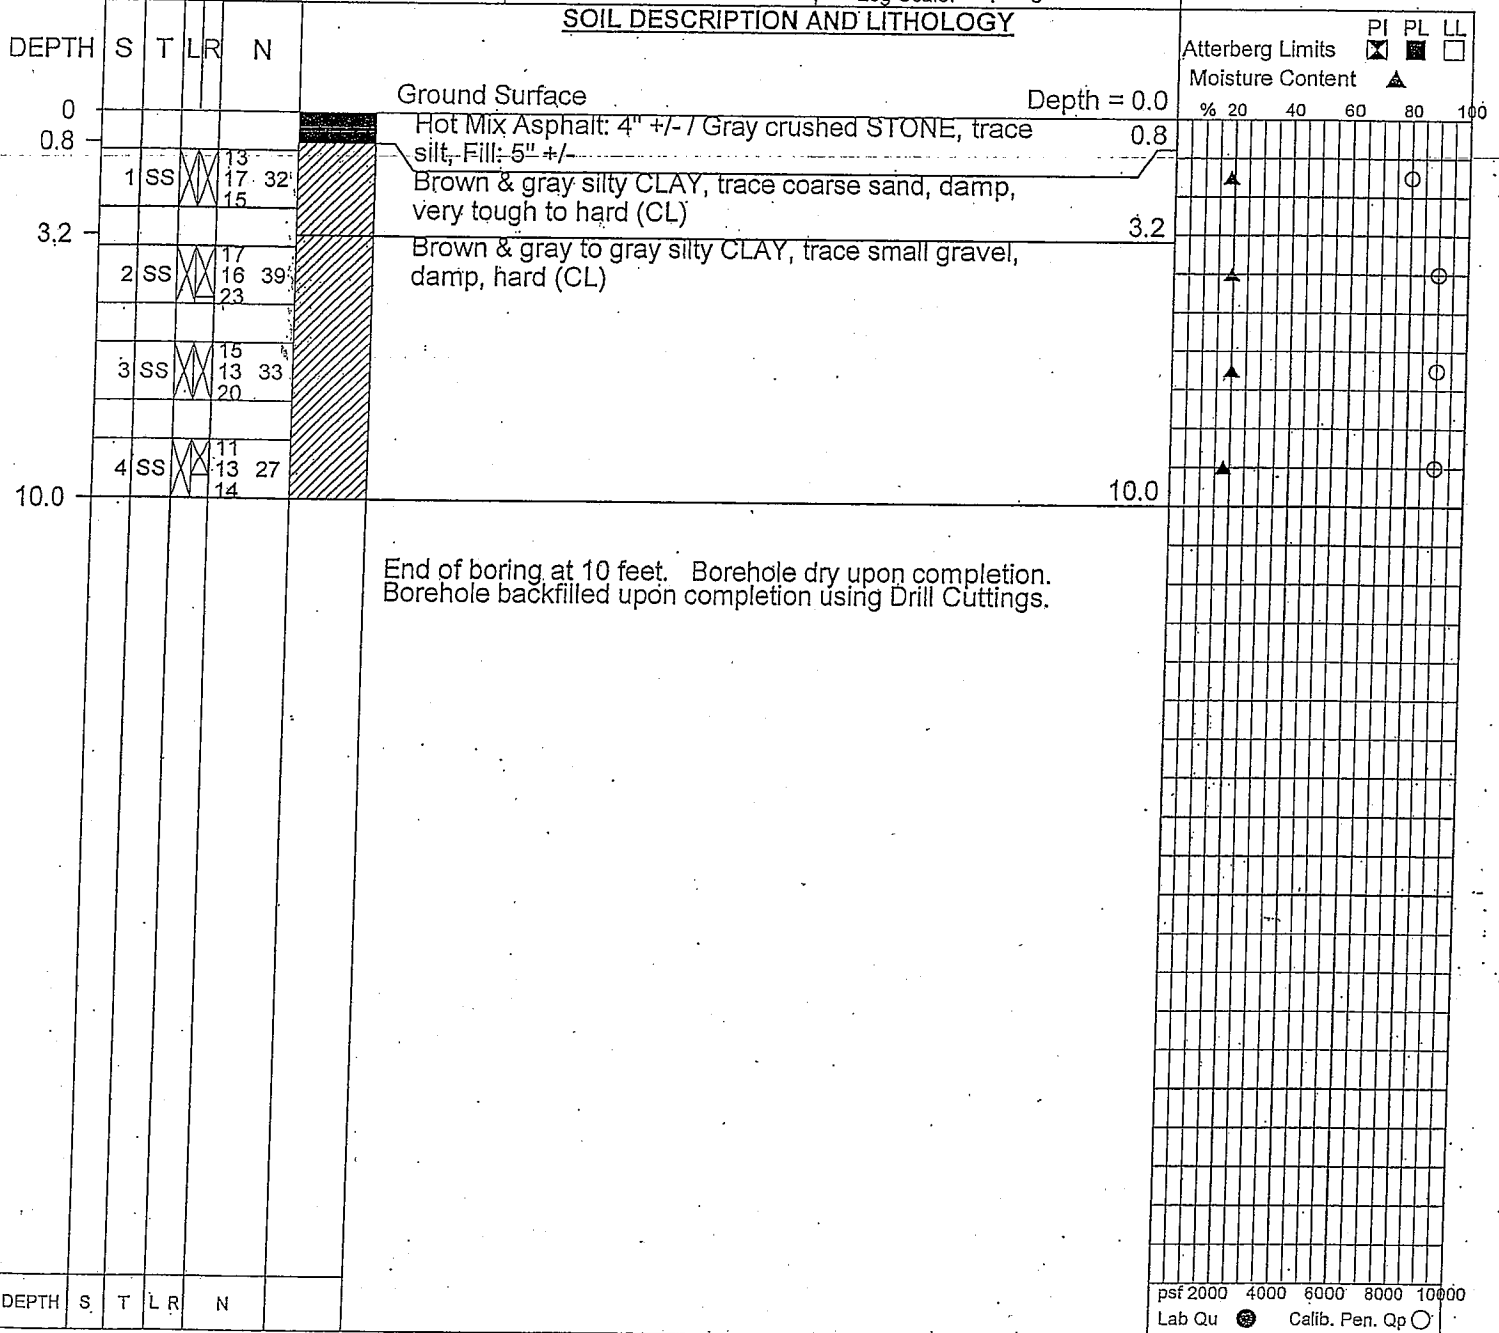 SOIL DESCRIPTION AND LITHOLOGY
DEPTH S T L R N
PI PL LL
Atterberg Limits
Moisture Content
% 20 40 60 80 100
Ground Surface Depth = 0.0
0
Hot Mix Asphalt: 4" +/- / Gray crushed STONE, trace 0.8
silt, Fill: 5" +/-
0.8
1 SS 13 17 15 32
Brown & gray silty CLAY, trace coarse sand, damp,
very tough to hard (CL)
3.2 3.2
Brown & gray to gray silty CLAY, trace small gravel,
damp, hard (CL)
2 SS 17 16 23 39
3 SS 15 13 20 33
4 SS 11 13 14 27
10.0 10.0
End of boring at 10 feet. Borehole dry upon completion.
Borehole backfilled upon completion using Drill Cuttings.
DEPTH S T L R N
psf 2000 4000 6000 8000 10000
Lab Qu Calib. Pen. Qp